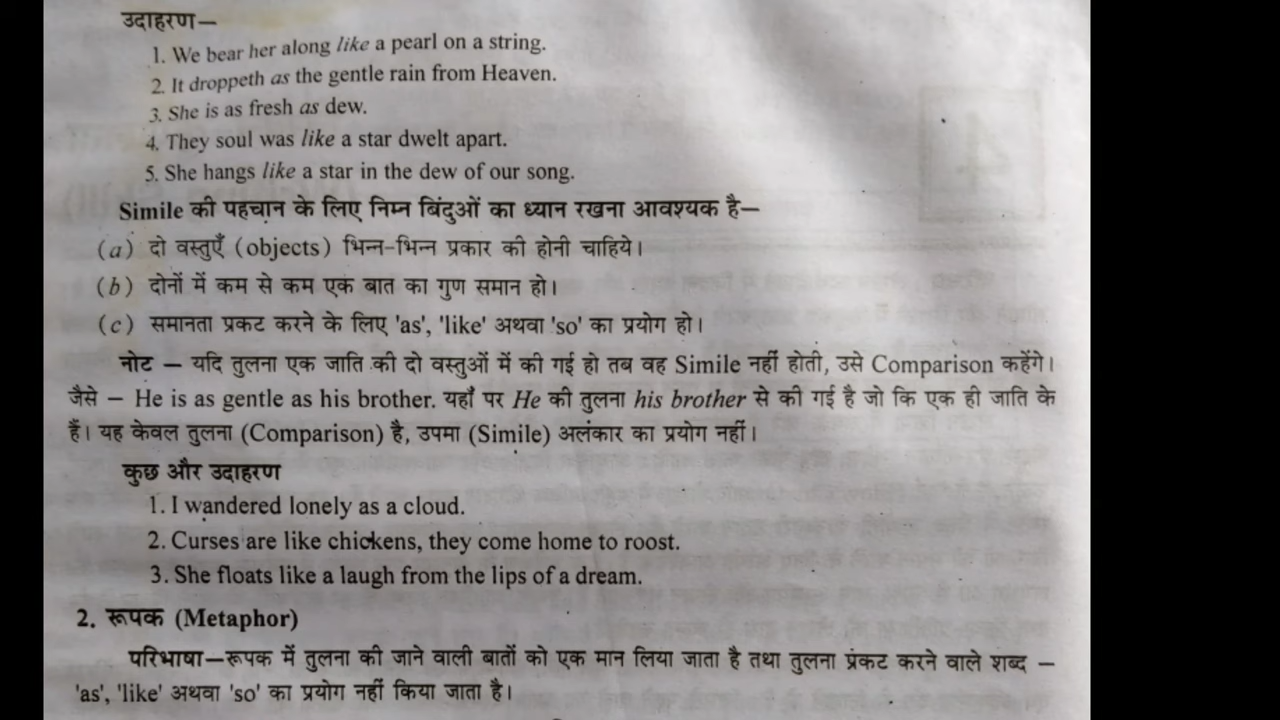 उदाहरण—
1. We bear her along like a pearl on a string.
2. It droppeth as the gentle rain from Heaven.
3. She is as fresh as dew.
4. They soul was like a star dwelt apart.
5. She hangs like a star in the dew of our song.
Simile की पहचान के लिए निम्न बिंदुओं का ध्यान रखना आवश्यक है—
(a) दो वस्तुएँ (objects) भिन्न-भिन्न प्रकार की होनी चाहिये।
(b) दोनों में कम से कम एक बात का गुण समान हो।
(c) समानता प्रकट करने के लिए 'as', 'like' अथवा 'so' का प्रयोग हो।
नोट – यदि तुलना एक जाति की दो वस्तुओं में की गई हो तब वह Simile नहीं होती, उसे Comparison कहेंगे।
जैसे – He is as gentle as his brother. यहाँ पर He की तुलना his brother से की गई है जो कि एक ही जाति के
हैं। यह केवल तुलना (Comparison) है, उपमा (Simile) अलंकार का प्रयोग नहीं।
कुछ और उदाहरण
1. I wandered lonely as a cloud.
2. Curses are like chickens, they come home to roost.
3. She floats like a laugh from the lips of a dream.
2. रूपक (Metaphor)
परिभाषा—रूपक में तुलना की जाने वाली बातों को एक मान लिया जाता है तथा तुलना प्रकट करने वाले शब्द –
'as', 'like' अथवा 'so' का प्रयोग नहीं किया जाता है।